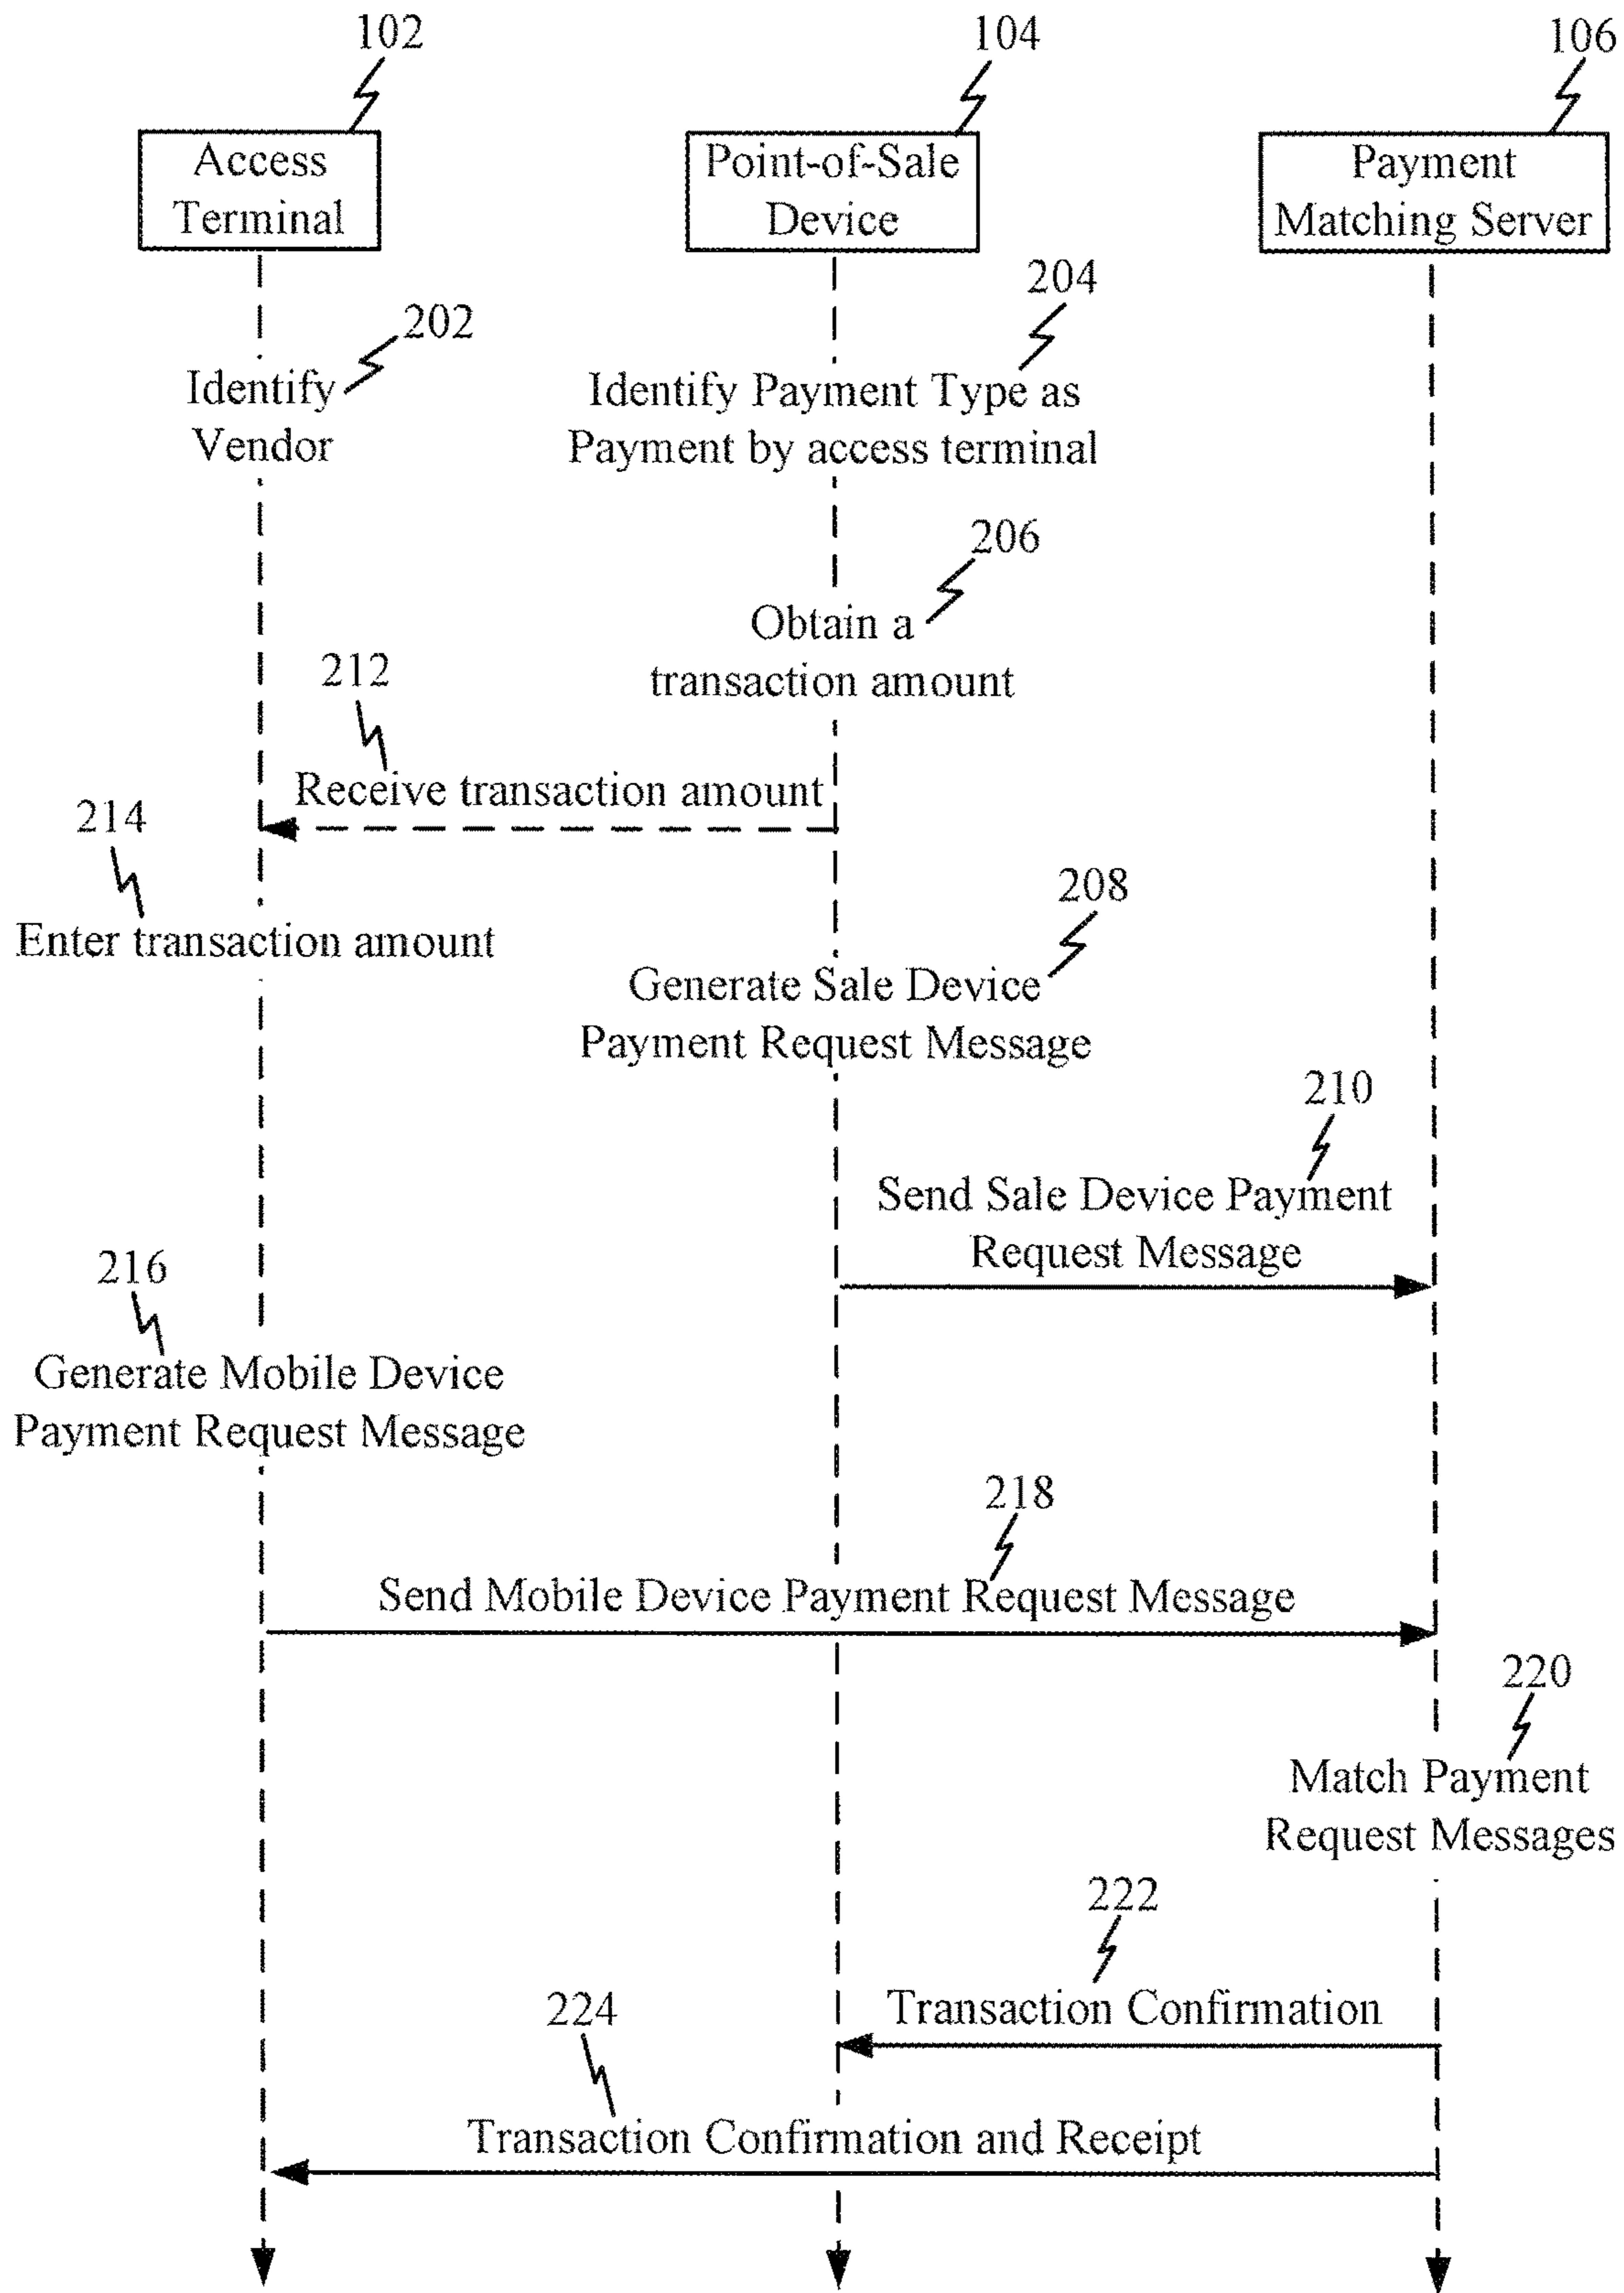 102
104
106
Access
Terminal
Point-of-Sale
Device
Payment
Matching Server
202
204
Identify
Vendor
Identify Payment Type as
Payment by access terminal
206
Obtain a
transaction amount
212
Receive transaction amount
214
Enter transaction amount
208
Generate Sale Device
Payment Request Message
210
Send Sale Device Payment
Request Message
216
Generate Mobile Device
Payment Request Message
218
Send Mobile Device Payment Request Message
220
Match Payment
Request Messages
222
Transaction Confirmation
224
Transaction Confirmation and Receipt